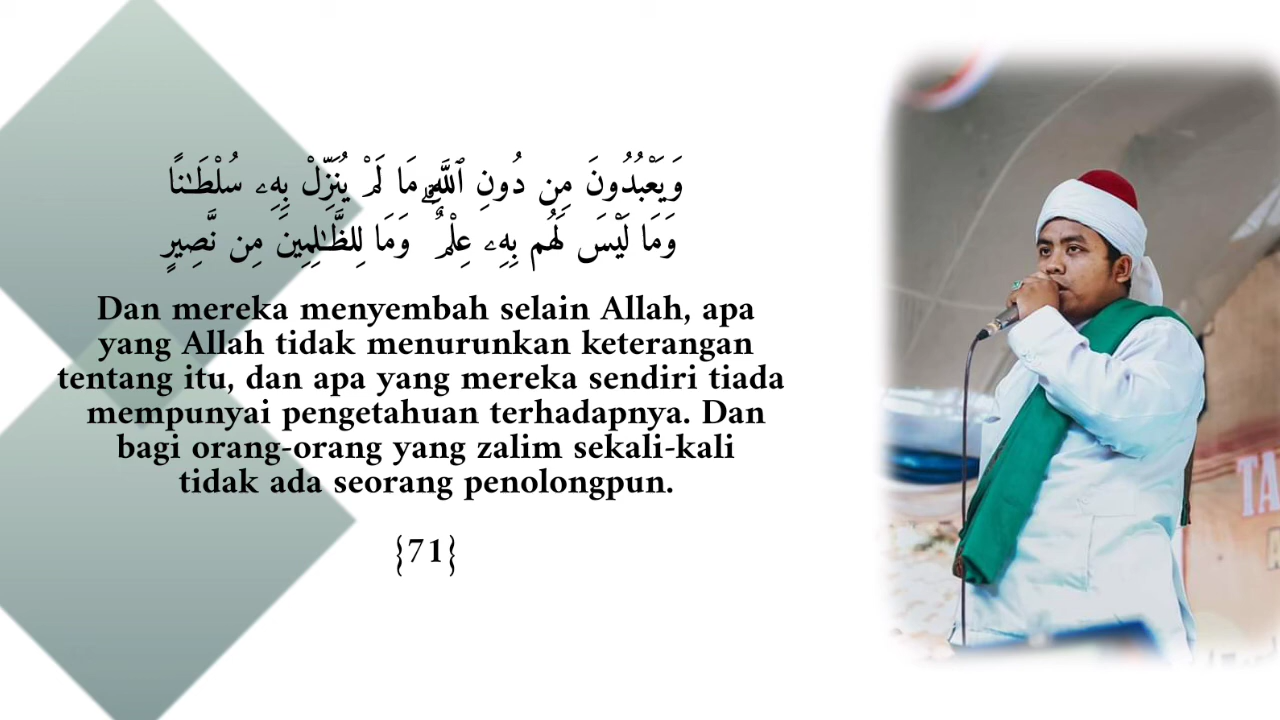 وَيَعْبُدُونَ مِن دُونِ ٱللَّهِ مَا لَمْ يُنَزِّلْ بِهِۦ سُلْطَـٰنًا
وَمَا لَيْسَ لَهُم بِهِۦ عِلْمٌ ۗ وَمَا لِلظَّـٰلِمِينَ مِن نَّصِيرٍ
Dan mereka menyembah selain Allah, apa
yang Allah tidak menurunkan keterangan
tentang itu, dan apa yang mereka sendiri tiada
mempunyai pengetahuan terhadapnya. Dan
bagi orang-orang yang zalim sekali-kali
tidak ada seorang penolongpun.
{71}
TA